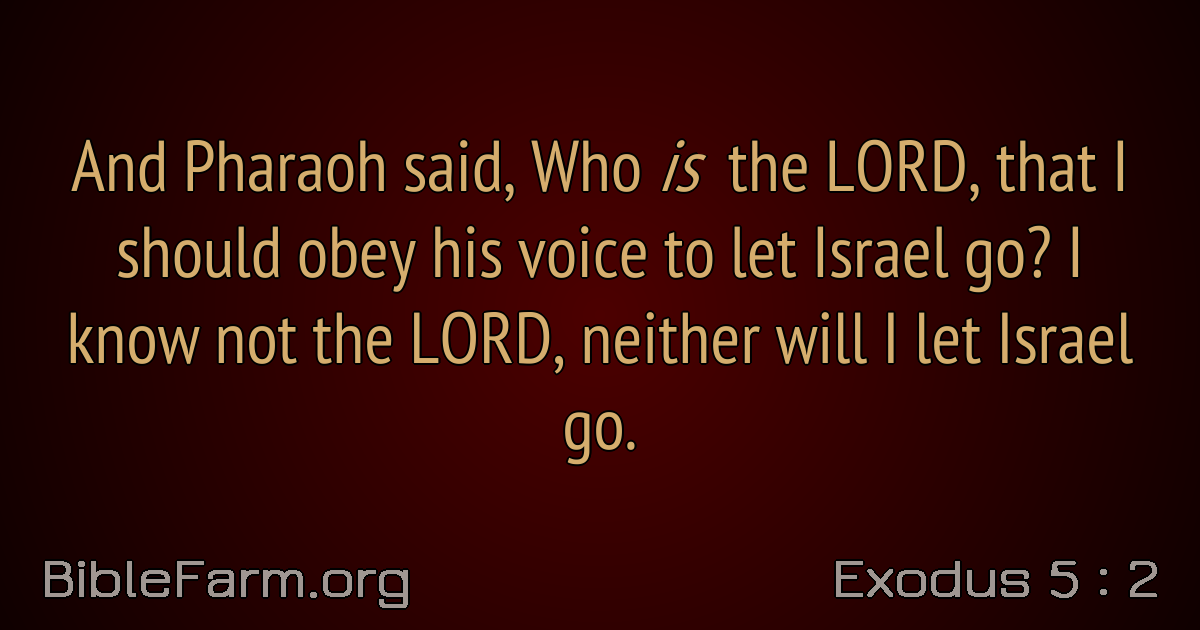 And Pharaoh said, Who is the LORD, that I
should obey his voice to let Israel go? I
know not the LORD, neither will I let Israel
go.
BibleFarm.org
Exodus 5 : 2